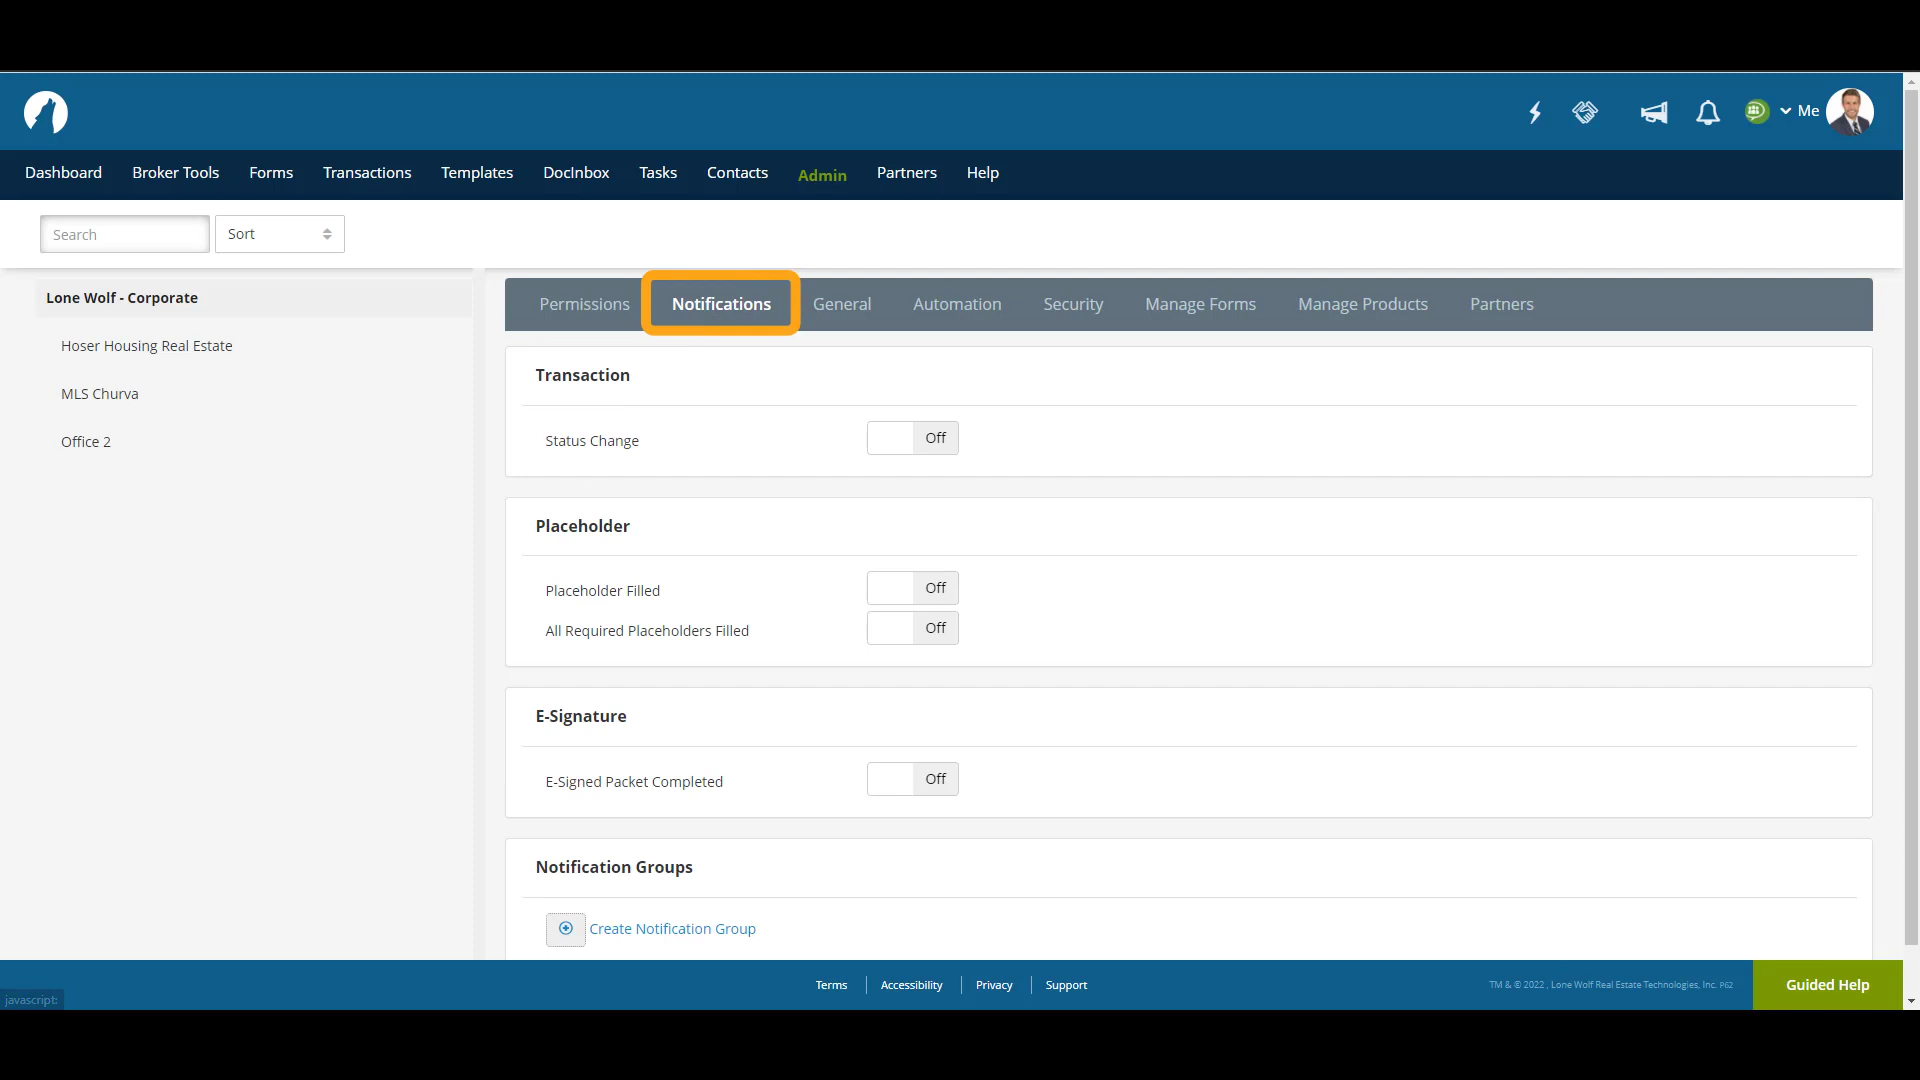 Me
Dashboard Broker Tools Forms Transactions Templates DocInbox Tasks Contacts Admin Partners Help
Search Sort
Lone Wolf - Corporate
Hoser Housing Real Estate
MLS Churva
Office 2
Permissions Notifications General Automation Security Manage Forms Manage Products Partners
Transaction
Status Change Off
Placeholder
Placeholder Filled Off
All Required Placeholders Filled Off
E-Signature
E-Signed Packet Completed Off
Notification Groups
Create Notification Group
Terms Accessibility Privacy Support TM & © 2022 , Lone Wolf Real Estate Technologies, Inc. P62 Guided Help
javascript: